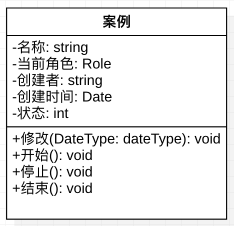 案例
-名称: string
-当前角色: Role
-创建者: string
-创建时间: Date
-状态: int
+修改(DateType: dateType): void
+开始(): void
+停止(): void
+结束(): void